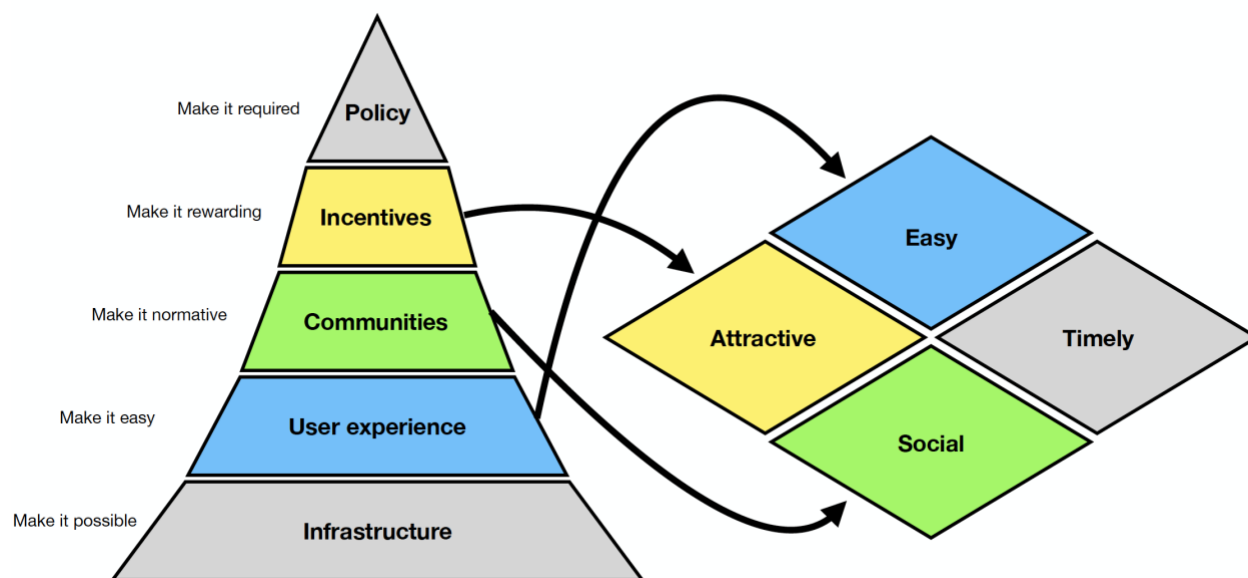 Make it required
Policy
Make it rewarding
Incentives
Make it normative
Communities
Make it easy
User experience
Make it possible
Infrastructure
Easy
Attractive
Timely
Social